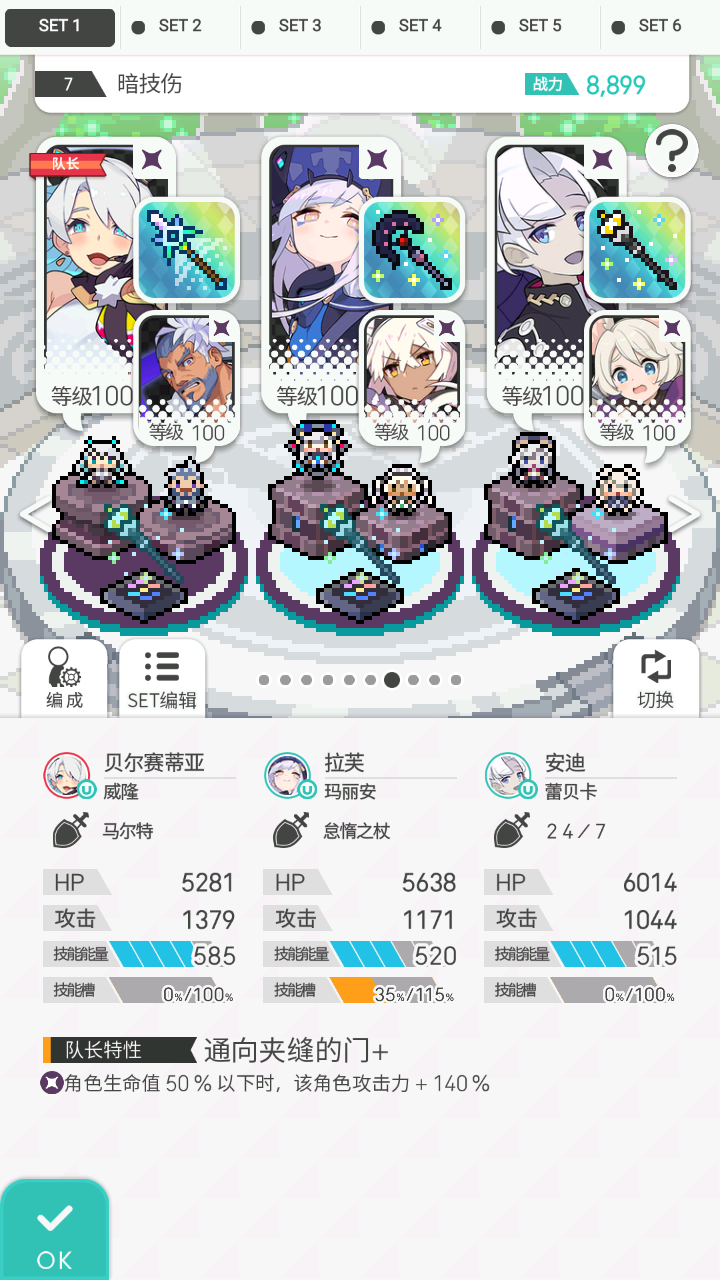 SET 1 SET 2 SET 3 SET 4 SET 5 SET 6
7 暗技伤 战力 8,899
队长
?
等级100 等级100 等级100
等级 100 等级 100 等级 100
编成 SET编辑 切换
贝尔赛蒂亚 拉芙 安迪
威隆 玛丽安 蕾贝卡
马尔特 怠惰之杖 24/7
HP 5281 HP 5638 HP 6014
攻击 1379 攻击 1171 攻击 1044
技能能量 585 技能能量 520 技能能量 515
技能槽 0%/100% 技能槽 35%/115% 技能槽 0%/100%
队长特性 通向夹缝的门+
角色生命值 50% 以下时，该角色攻击力 + 140%
OK